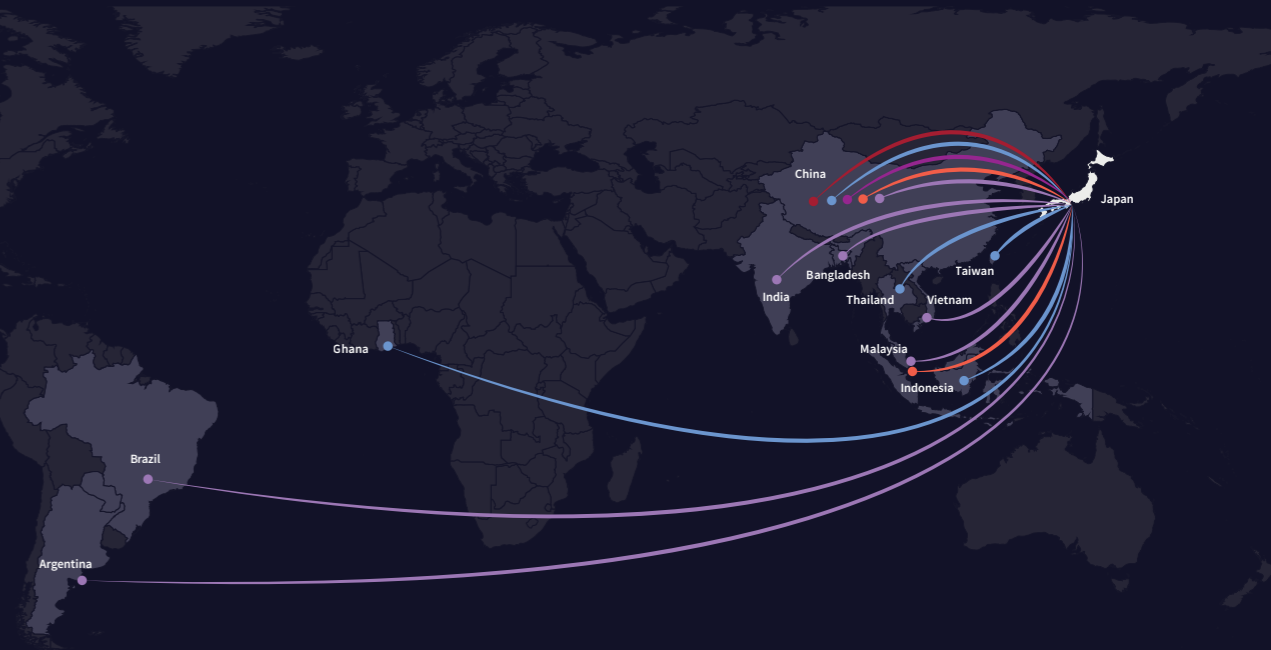 China
Japan
Bangladesh
Taiwan
India
Thailand
Vietnam
Ghana
Malaysia
Indonesia
Brazil
Argentina